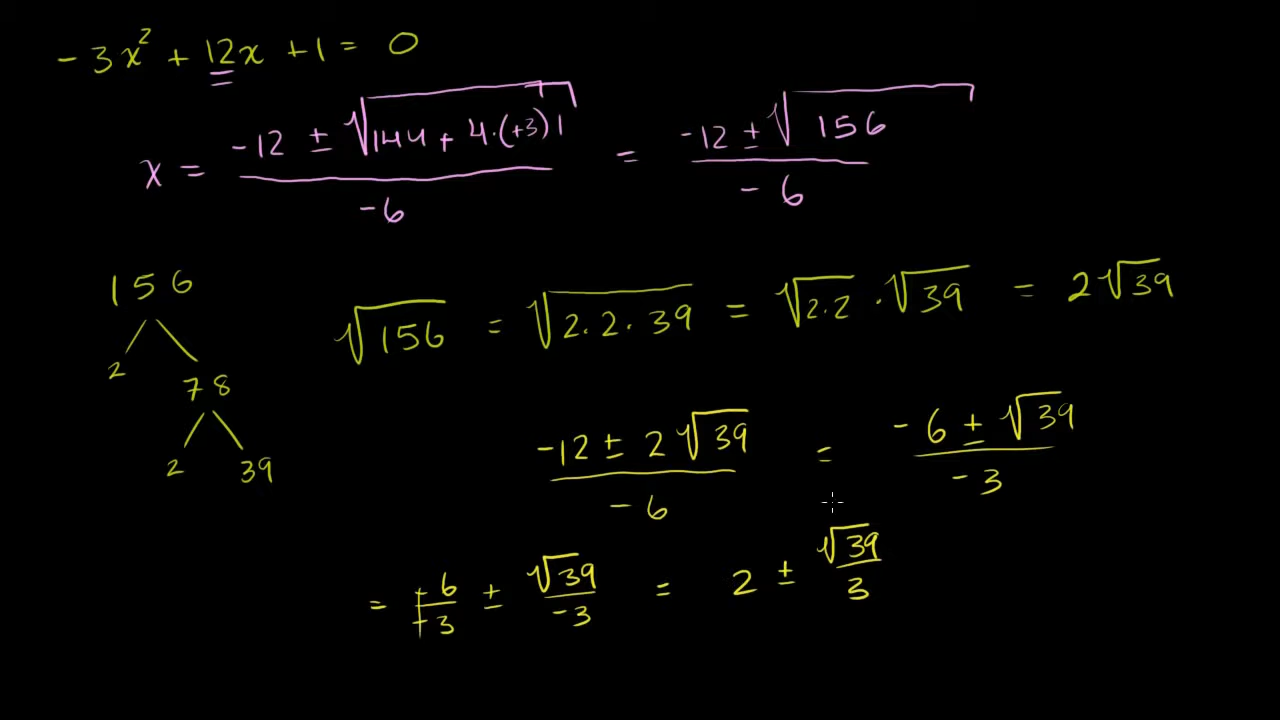 -3x² + 12x + 1 = 0
x = (-12 ± √(144 + 4·(+3)1)) / -6 = (-12 ± √156) / -6
156
2 78
2 39
√156 = √(2·2·39) = √(2·2) · √39 = 2√39
(-12 ± 2√39) / -6 = (-6 ± √39) / -3
= -6/-3 ± √39/-3 = 2 ± √39/3